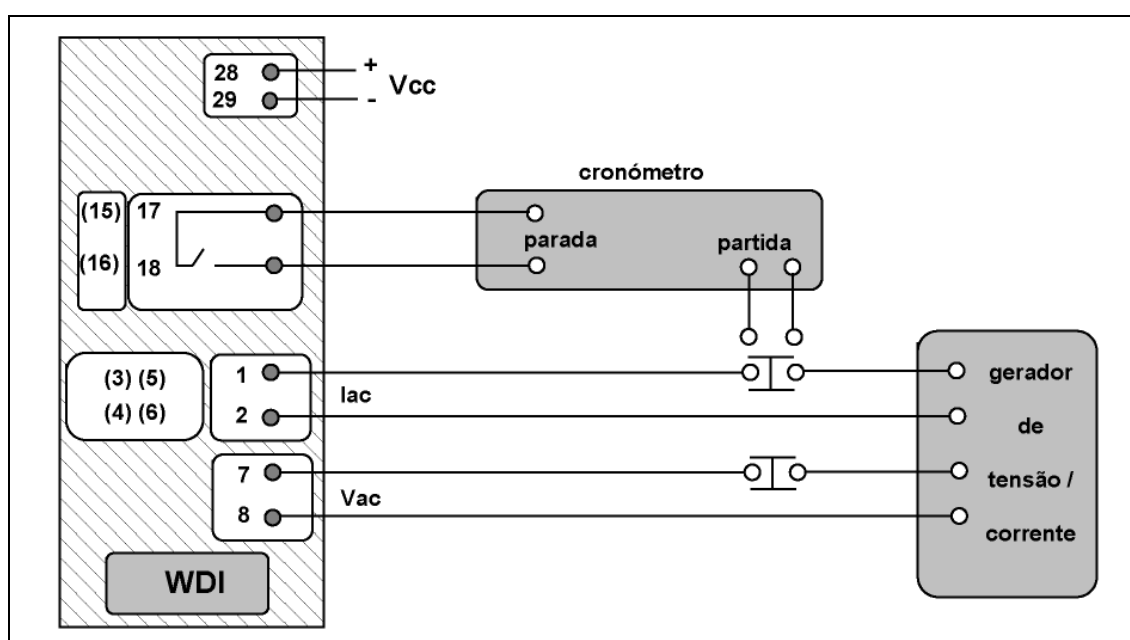 28
+
Vcc
29
-
cronómetro
(15) 17
parada
partida
(16) 18
(3) (5)
(4) (6)
1
Iac
2
7
Vac
8
gerador
de
tensão /
corrente
WDI